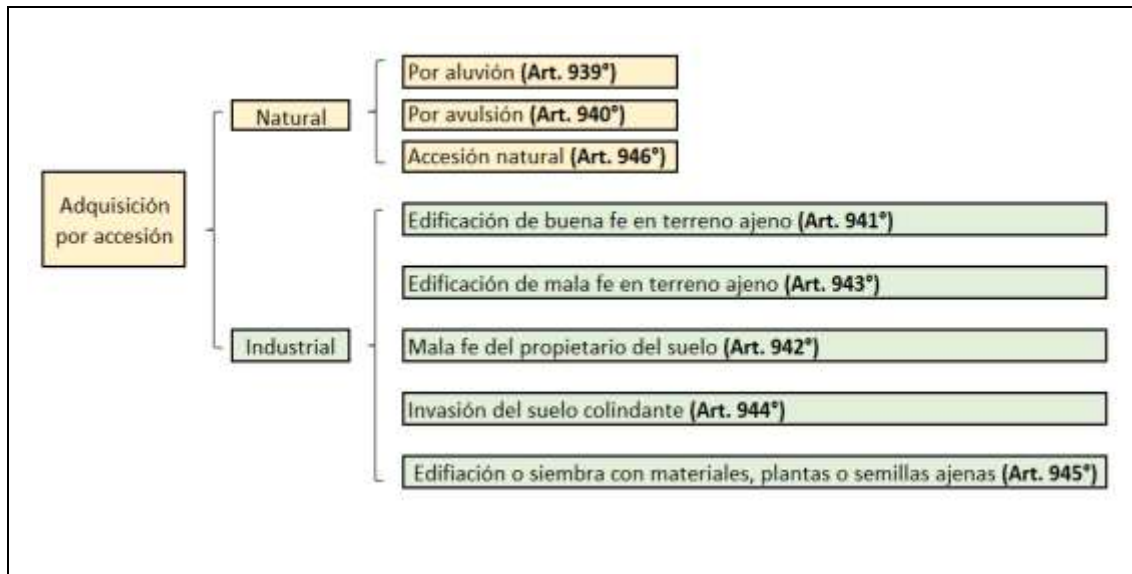 Adquisición
por accesión
Natural
Por aluvión (Art. 939°)
Por avulsión (Art. 940°)
Accesión natural (Art. 946°)
Industrial
Edificación de buena fe en terreno ajeno (Art. 941°)
Edificación de mala fe en terreno ajeno (Art. 943°)
Mala fe del propietario del suelo (Art. 942°)
Invasión del suelo colindante (Art. 944°)
Edifiación o siembra con materiales, plantas o semillas ajenas (Art. 945°)